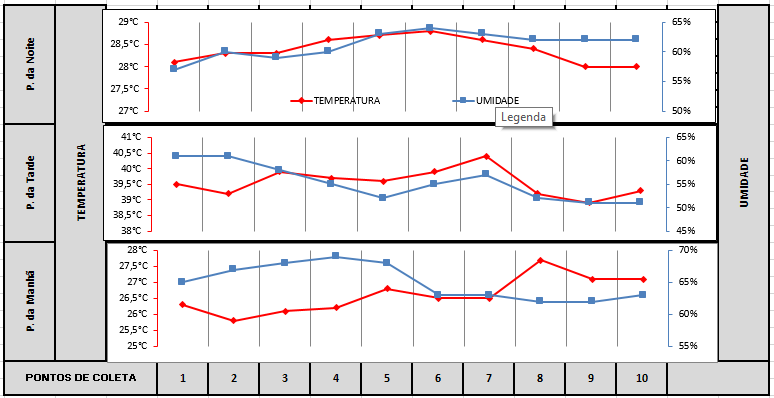 P. da Noite
29°C
28,5°C
28°C
27,5°C
27°C
65%
60%
55%
50%
TEMPERATURA
UMIDADE
Legenda
P. da Tarde
41°C
40,5°C
40°C
39,5°C
39°C
38,5°C
38°C
65%
60%
55%
50%
45%
TEMPERATURA
UMIDADE
P. da Manhã
28°C
27,5°C
27°C
26,5°C
26°C
25,5°C
25°C
70%
65%
60%
55%
PONTOS DE COLETA 1 2 3 4 5 6 7 8 9 10